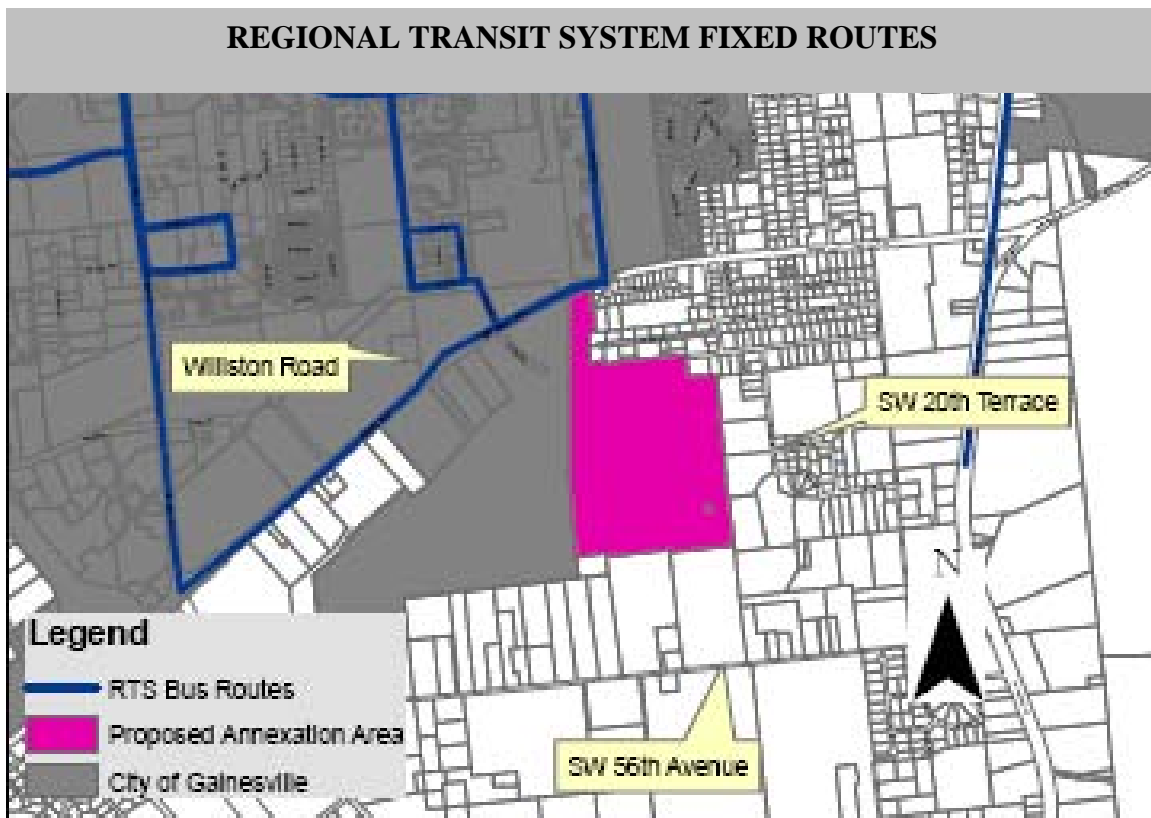 REGIONAL TRANSIT SYSTEM FIXED ROUTES
Williston Road
SW 20th Terrace
N
Legend
RTS Bus Routes
Proposed Annexation Area
City of Gainesville
SW 56th Avenue